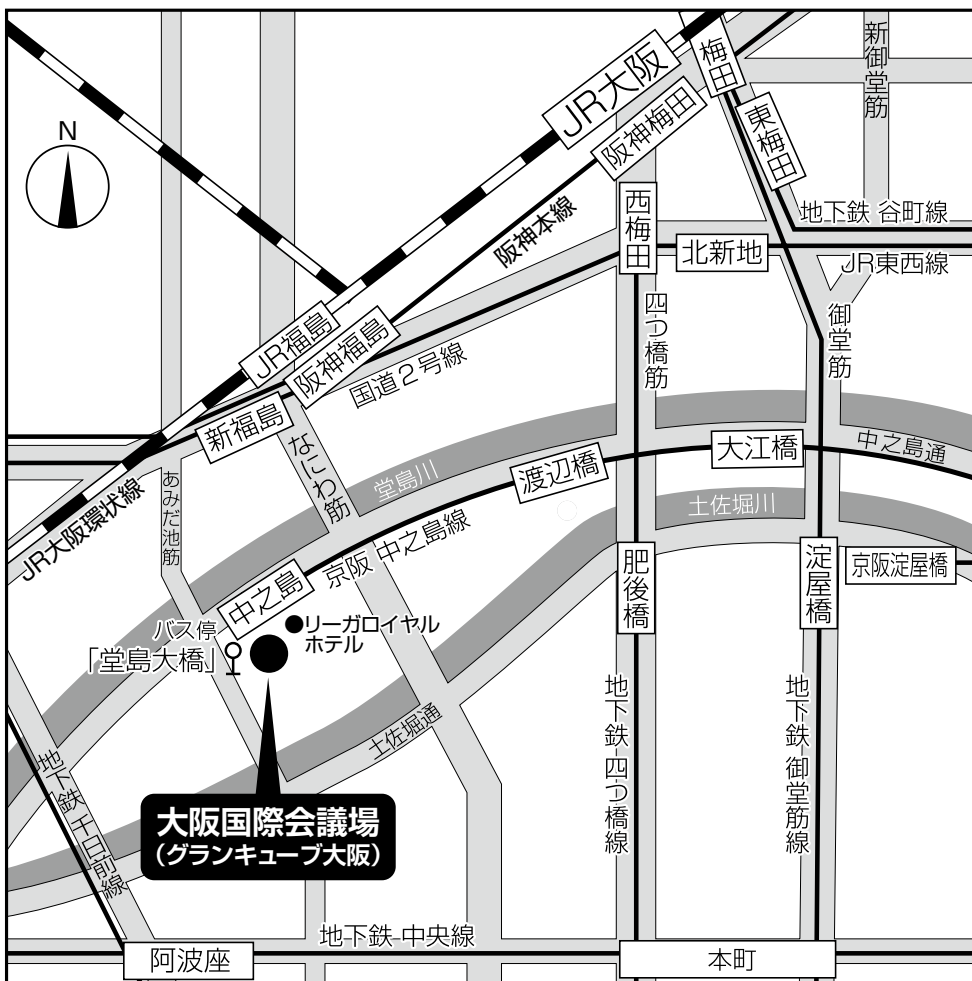 N
JR大阪
阪神梅田
梅田
東梅田
新御堂筋
地下鉄 谷町線
西梅田
北新地
JR東西線
阪神本線
四つ橋筋
御堂筋
JR福島
阪神福島
国道2号線
新福島
なにわ筋
堂島川
渡辺橋
大江橋
中之島通
土佐堀川
あみだ池筋
JR大阪環状線
京阪 中之島線
中之島
肥後橋
淀屋橋
京阪淀屋橋
リーガロイヤル
ホテル
バス停
「堂島大橋」
土佐堀通
地下鉄 四つ橋線
地下鉄 御堂筋線
地下鉄 千日前線
大阪国際会議場
(グランキューブ大阪)
地下鉄 中央線
阿波座
本町